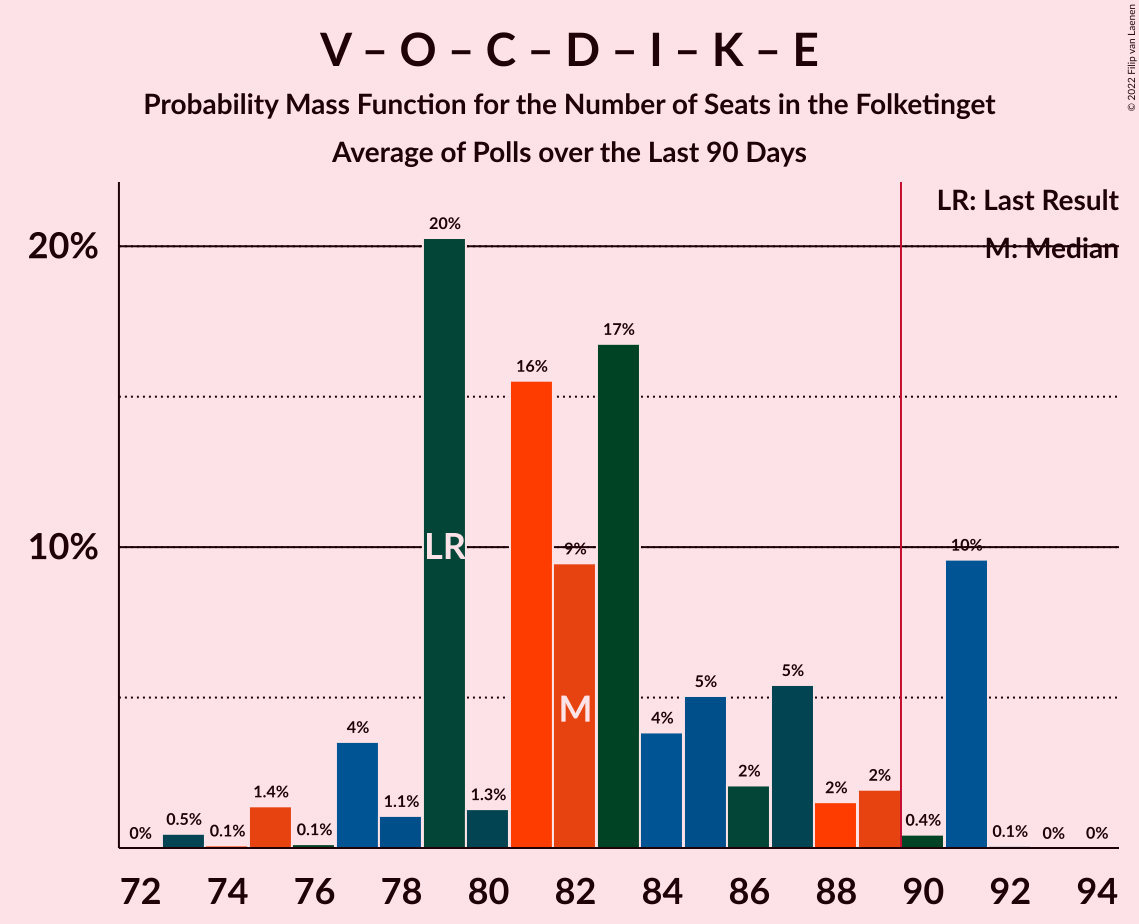 V – O – C – D – I – K – E
Probability Mass Function for the Number of Seats in the Folketinget
Average of Polls over the Last 90 Days
© 2022 Filip van Laenen
LR: Last Result
M: Median
20%
10%
0%
0.5%
0.1%
1.4%
0.1%
4%
1.1%
20%
1.3%
16%
9%
17%
4%
5%
2%
5%
2%
2%
0.4%
10%
0.1%
0%
0%
LR
M
72 74 76 78 80 82 84 86 88 90 92 94